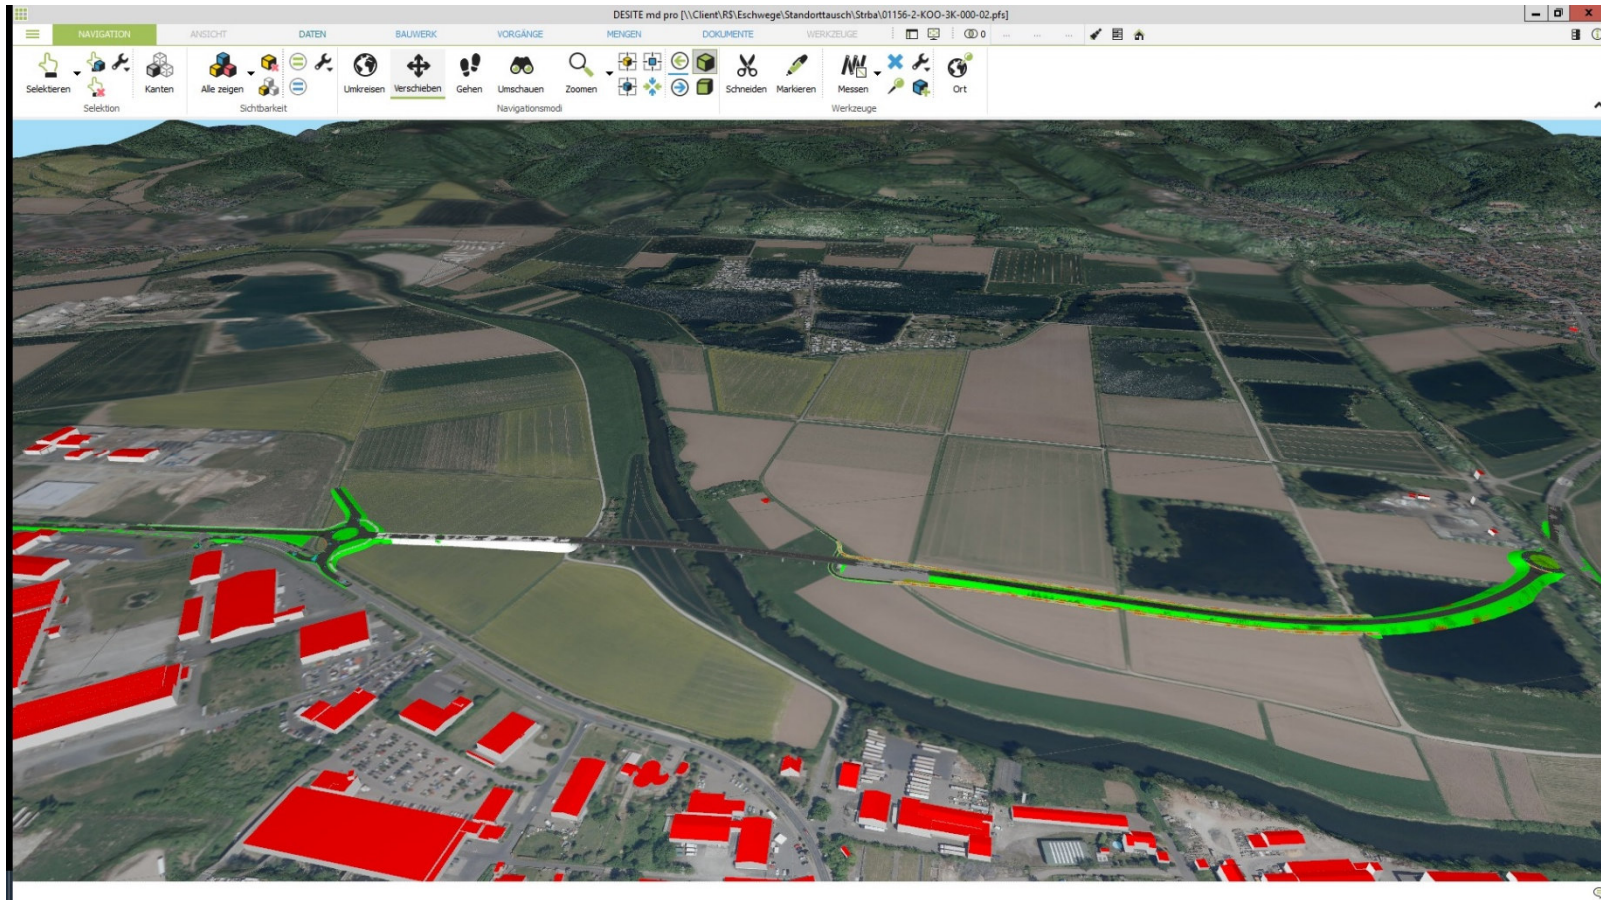 DESITE md pro [\\Client\R$\Eschwege\Standorttausch\Strba\01156-2-KOO-3K-000-02.pfs]
NAVIGATION ANSICHT DATEN BAUWERK VORGÄNGE MENGEN DOKUMENTE WERKZEUGE 0 ... ... ...
Selektieren Kanten Alle zeigen Umkreisen Verschieben Gehen Umschauen Zoomen Schneiden Markieren Messen Ort
Selektion Sichtbarkeit Navigationsmodi Werkzeuge